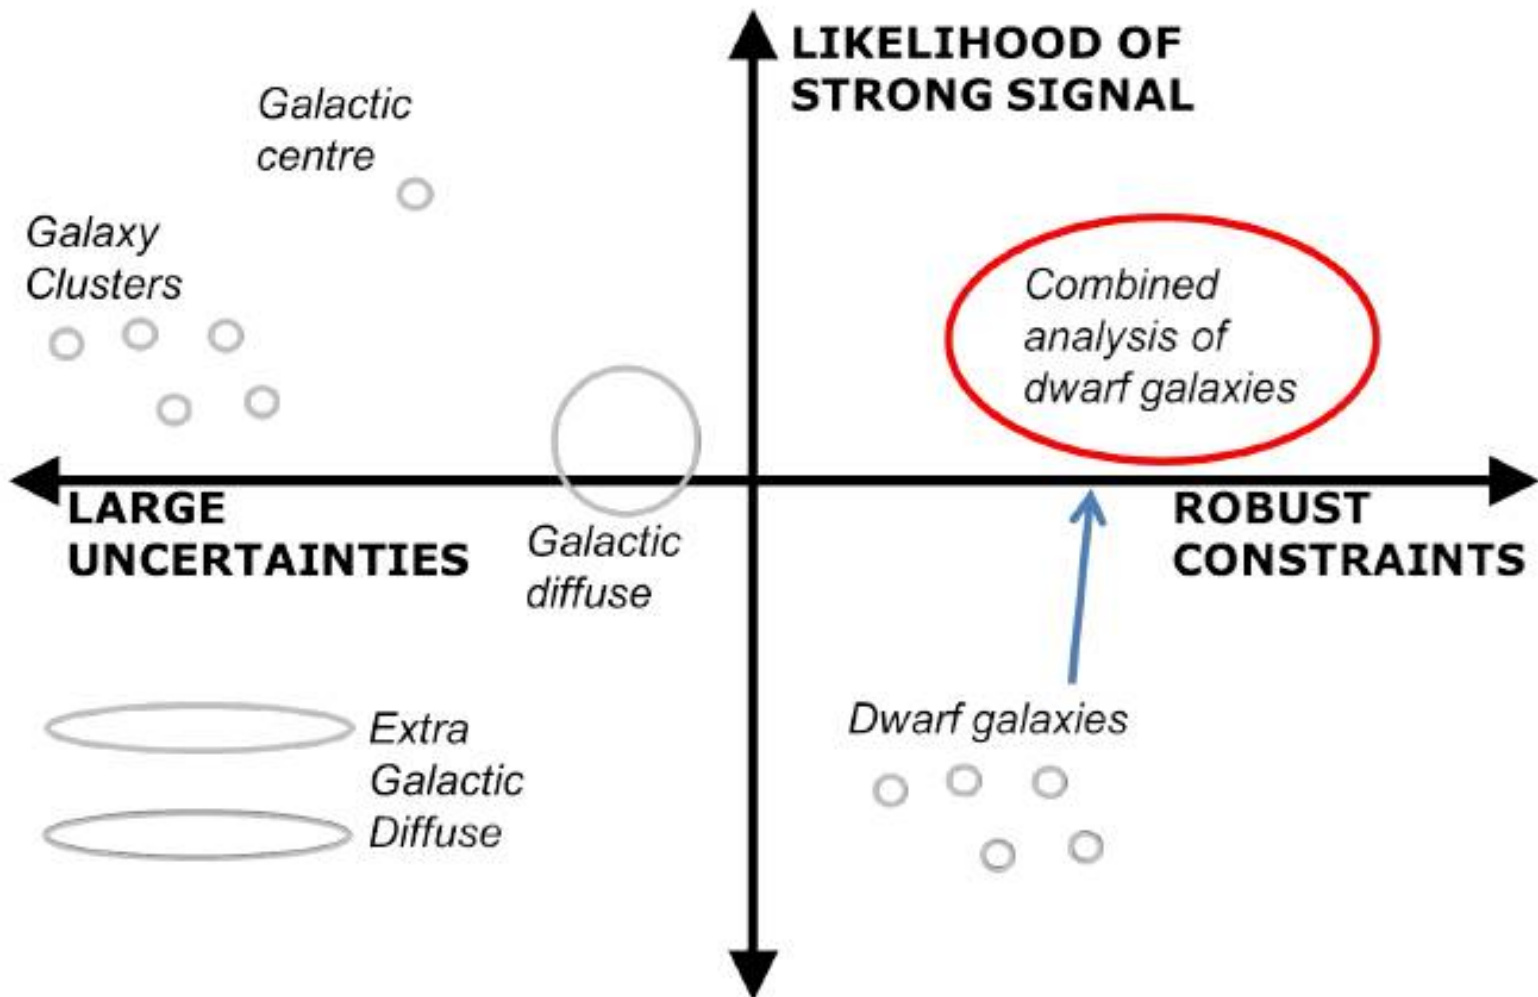 LIKELIHOOD OF
STRONG SIGNAL
Galactic
centre
Galaxy
Clusters
Combined
analysis of
dwarf galaxies
LARGE
UNCERTAINTIES
ROBUST
CONSTRAINTS
Galactic
diffuse
Dwarf galaxies
Extra
Galactic
Diffuse